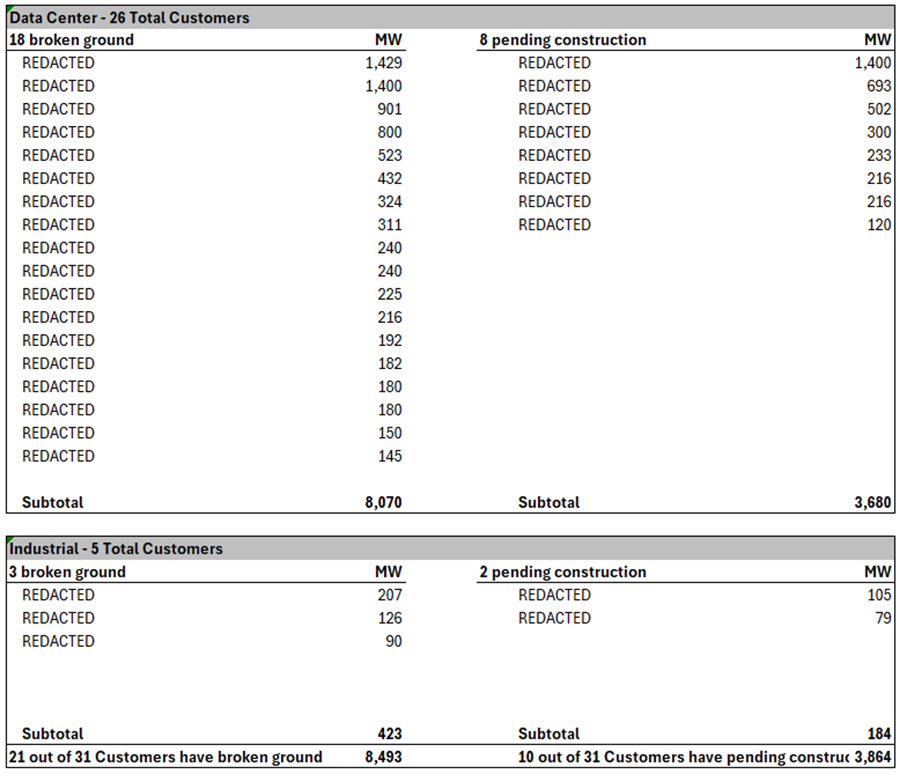 Data Center - 26 Total Customers
18 broken ground MW 8 pending construction MW
REDACTED 1,429 REDACTED 1,400
REDACTED 1,400 REDACTED 693
REDACTED 901 REDACTED 502
REDACTED 800 REDACTED 300
REDACTED 523 REDACTED 233
REDACTED 432 REDACTED 216
REDACTED 324 REDACTED 216
REDACTED 311 REDACTED 120
REDACTED 240
REDACTED 240
REDACTED 225
REDACTED 216
REDACTED 192
REDACTED 182
REDACTED 180
REDACTED 180
REDACTED 150
REDACTED 145
Subtotal 8,070 Subtotal 3,680
Industrial - 5 Total Customers
3 broken ground MW 2 pending construction MW
REDACTED 207 REDACTED 105
REDACTED 126 REDACTED 79
REDACTED 90
Subtotal 423 Subtotal 184
21 out of 31 Customers have broken ground 8,493 10 out of 31 Customers have pending construc 3,864